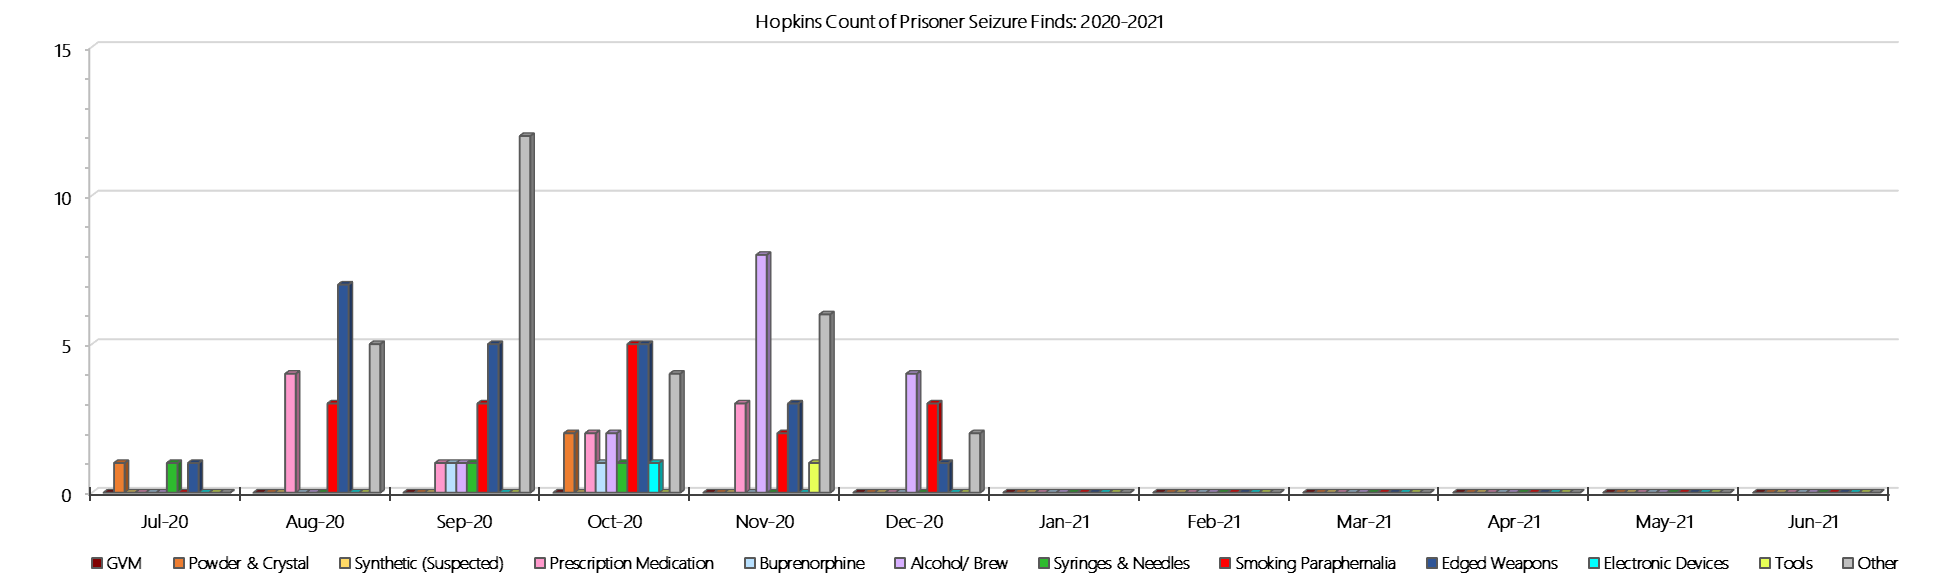 Hopkins Count of Prisoner Seizure Finds: 2020-2021
15
10
5
0
Jul-20 Aug-20 Sep-20 Oct-20 Nov-20 Dec-20 Jan-21 Feb-21 Mar-21 Apr-21 May-21 Jun-21
GVM Powder & Crystal Synthetic (Suspected) Prescription Medication Buprenorphine Alcohol/ Brew Syringes & Needles Smoking Paraphernalia Edged Weapons Electronic Devices Tools Other